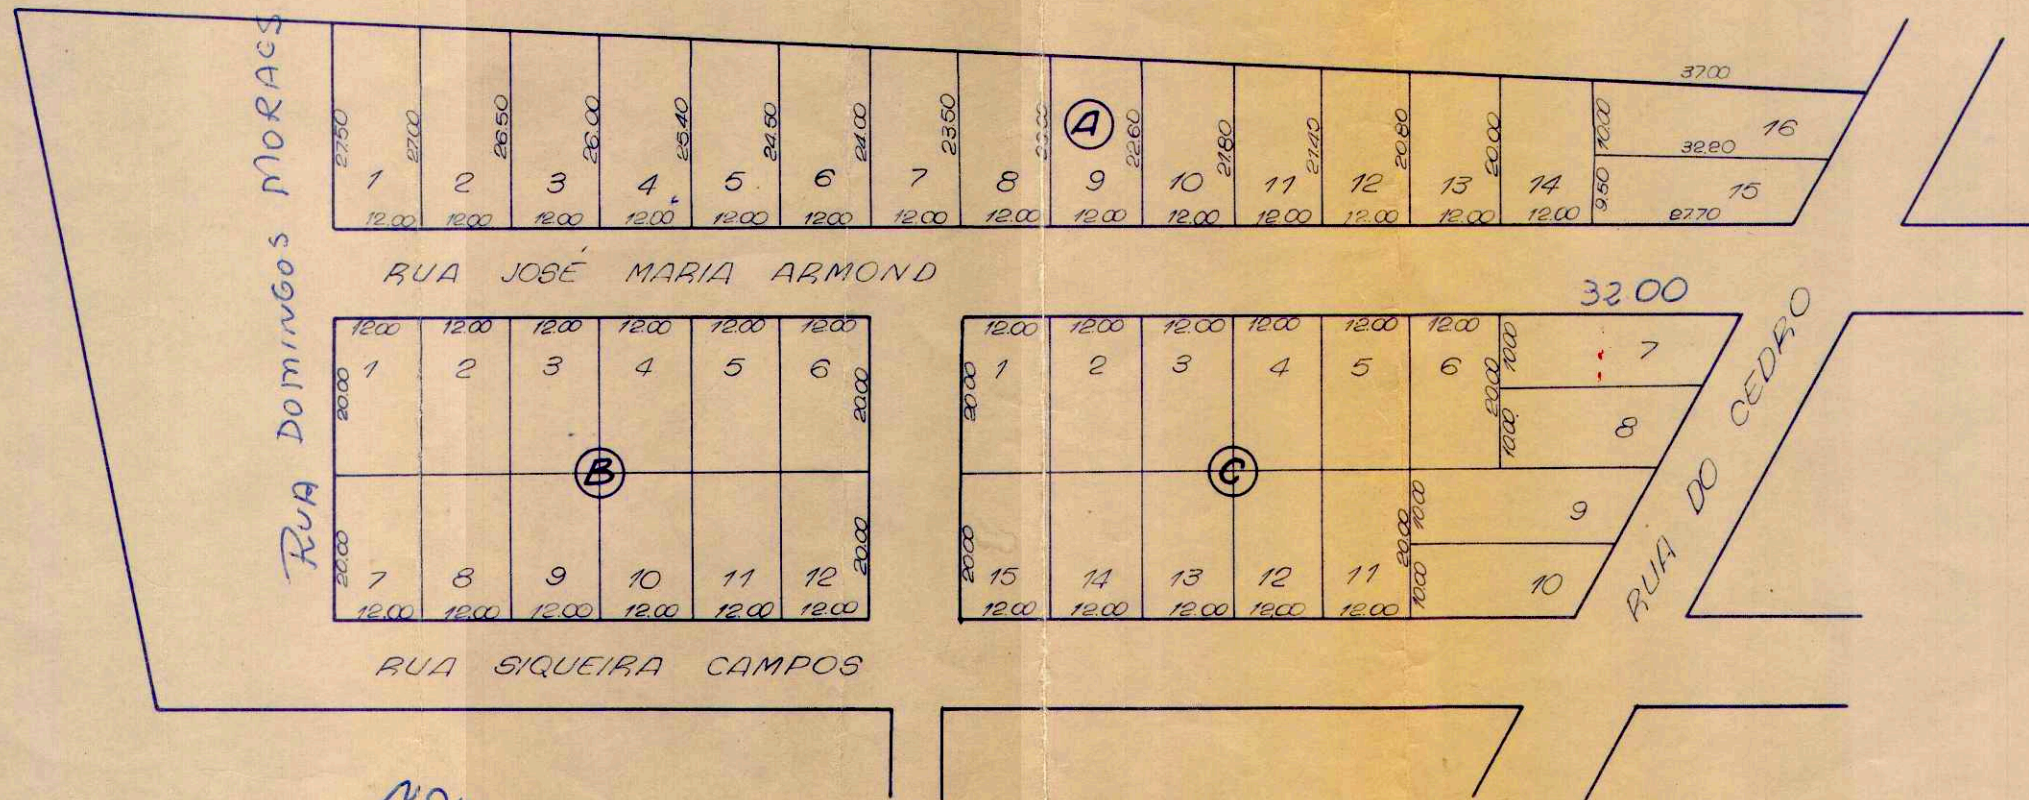 RUA DOMINGOS MORAES
37.00
27.50 27.00 26.50 26.00 25.40 24.50 24.00 23.50 22.60 21.80 21.40 20.80 20.00 10.00
A
16
32.20
1 2 3 4 5 6 7 8 9 10 11 12 13 14 9.50 15
12.00 12.00 12.00 12.00 12.00 12.00 12.00 12.00 12.00 12.00 12.00 12.00 12.00 12.00 27.70
RUA JOSÉ MARIA ARMOND
32.00
12.00 12.00 12.00 12.00 12.00 12.00 12.00 12.00 12.00 12.00 12.00 12.00
1 2 3 4 5 6 1 2 3 4 5 6 10.00 7
20.00 20.00 20.00 20.00
10.00 8
B C
RUA DO CEDRO
20.00 20.00 20.00 20.00 10.00 9
7 8 9 10 11 12 15 14 13 12 11 10.00 10
12.00 12.00 12.00 12.00 12.00 12.00 12.00 12.00 12.00 12.00 12.00
RUA SIQUEIRA CAMPOS